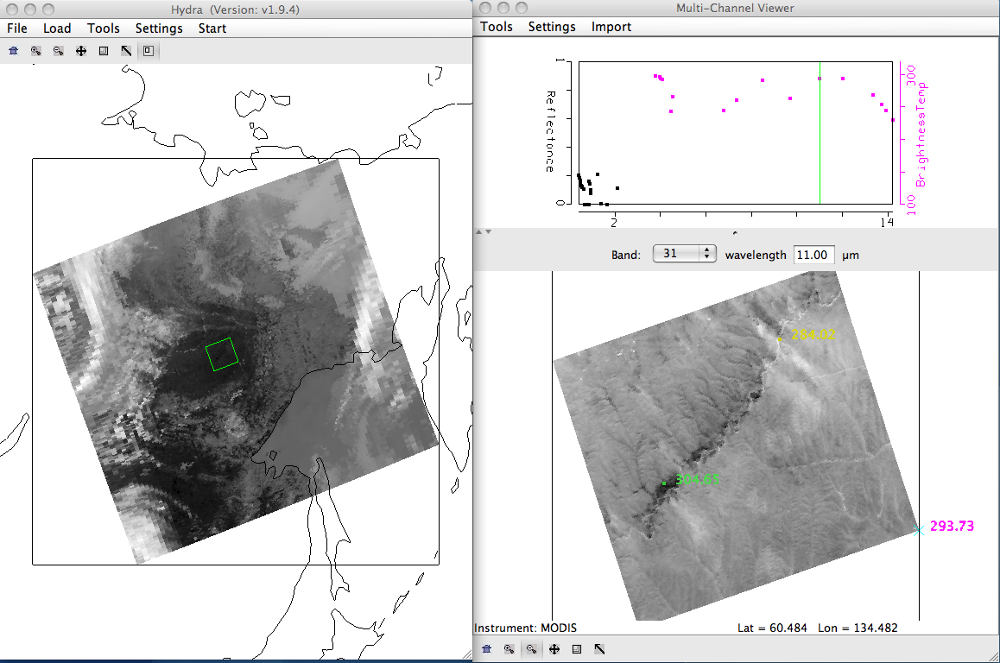 Hydra (Version: v1.9.4)
File Load Tools Settings Start
Multi-Channel Viewer
Tools Settings Import
1
Reflectance
0
300
BrightnessTemp
100
2
14
Band: 31 wavelength 11.00 µm
284.02
304.63
293.73
Instrument: MODIS
Lat = 60.484 Lon = 134.482